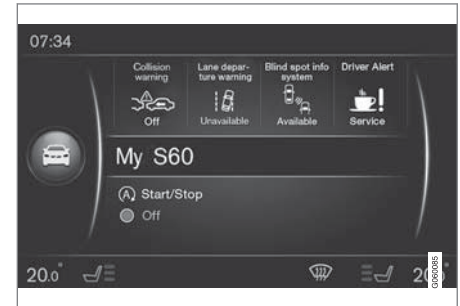 07:34
Collision warning
Off
Lane depar-ture warning
Unavailable
Blind spot info system
Available
Driver Alert
Service
My S60
Start/Stop
Off
20.0°
G060085